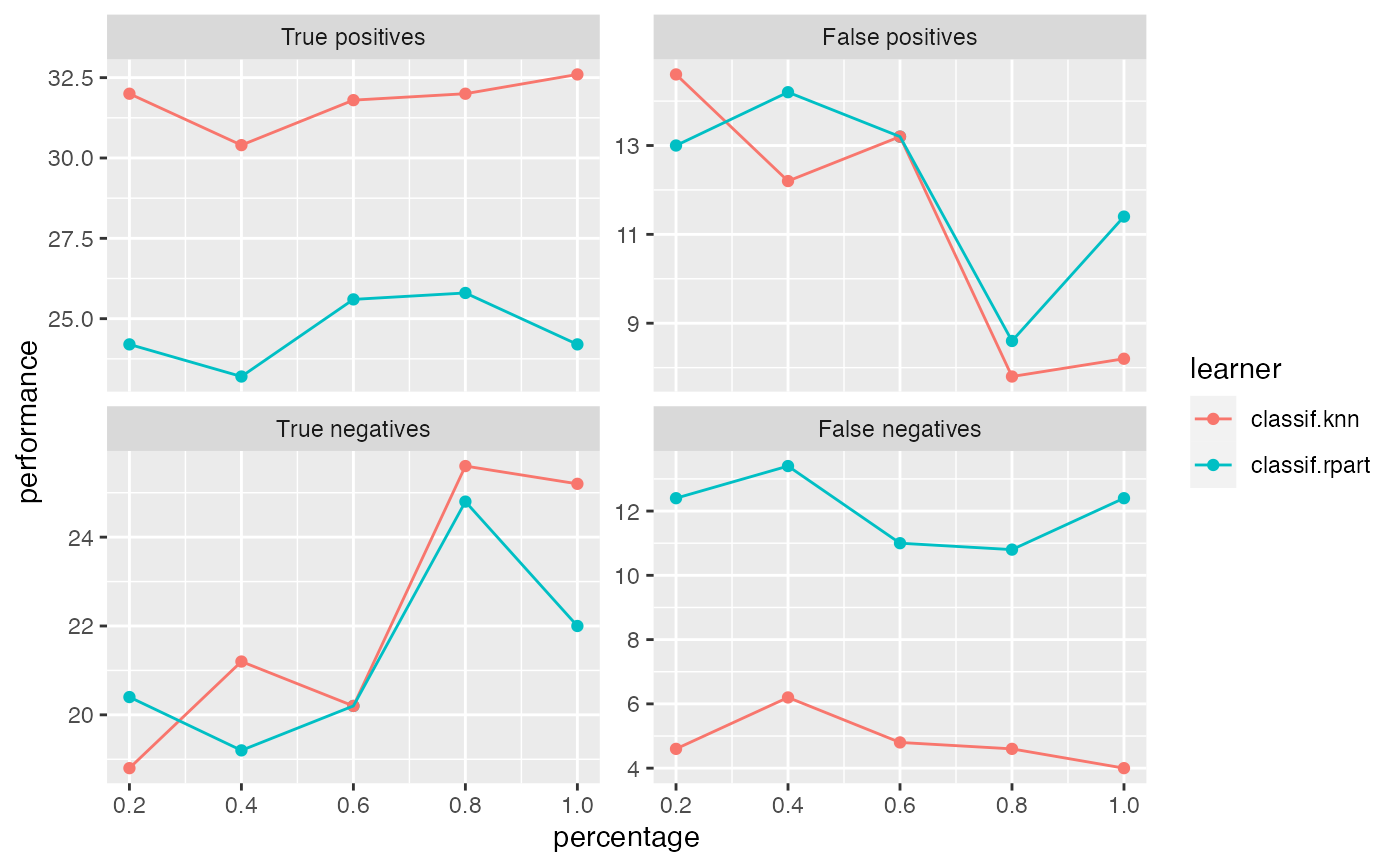 True positives
False positives
32.5
30.0
27.5
25.0
13
11
9
performance
True negatives
False negatives
24
22
20
12
10
8
6
4
0.2 0.4 0.6 0.8 1.0
0.2 0.4 0.6 0.8 1.0
percentage
learner
classif.knn
classif.rpart